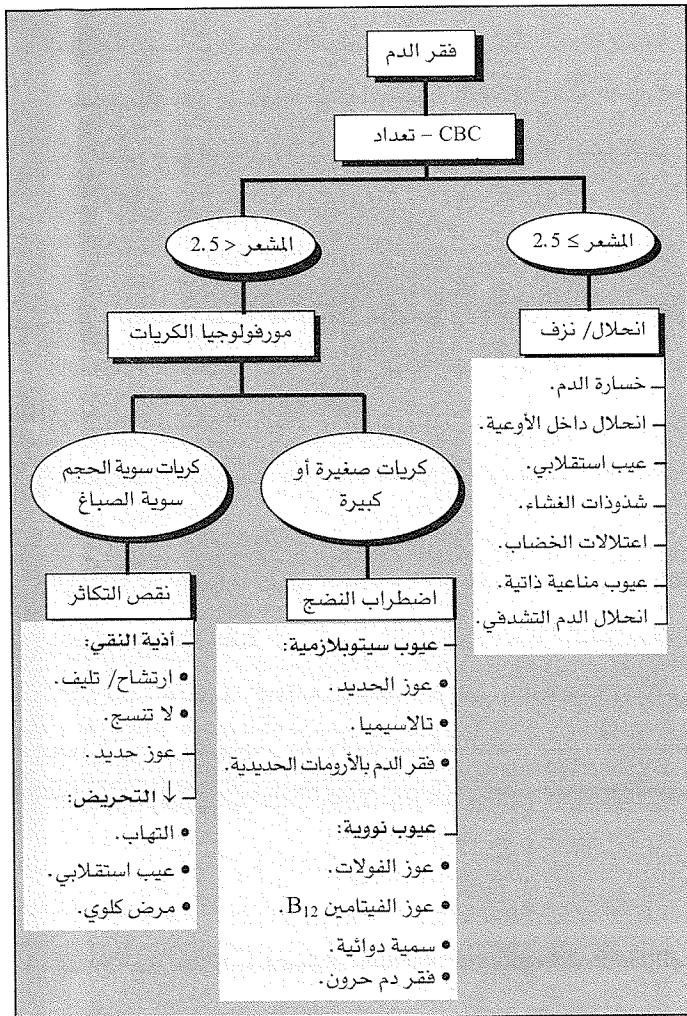 فقر الدم
CBC – تعداد
المشعر ≤ 2.5
المشعر < 2.5
انحلال/ نزف
خسارة الدم.
انحلال داخل الأوعية.
عيب استقلابي.
شذوذات الغشاء.
اعتلالات الخضاب.
عيوب مناعية ذاتية.
انحلال الدم التشدفي.
مورفولوجيا الكريات
كريات صغيرة أو
كبيرة
اضطراب النضج
عيوب سيتوبلازمية:
• عوز الحديد.
• تالاسيميا.
• فقر الدم بالأرومات الحديدية.
عيوب نووية:
• عوز الفولات.
• عوز الفيتامين B₁₂.
• سمية دوائية.
• فقر دم حرون.
كريات سوية الحجم
سوية الصباغ
نقص التكاثر
أذية النقي:
• ارتشاح/ تليف.
• لا تنسج.
عوز حديد.
↓ التحريض:
• التهاب.
• عيب استقلابي.
• مرض كلوي.